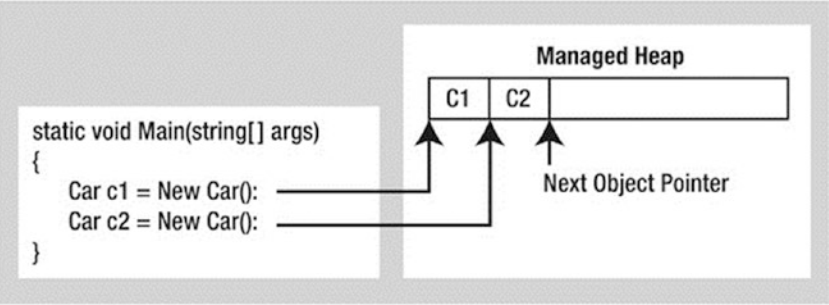 static void Main(string[] args)
{
Car c1 = New Car():
Car c2 = New Car():
}
Managed Heap
C1 C2
Next Object Pointer